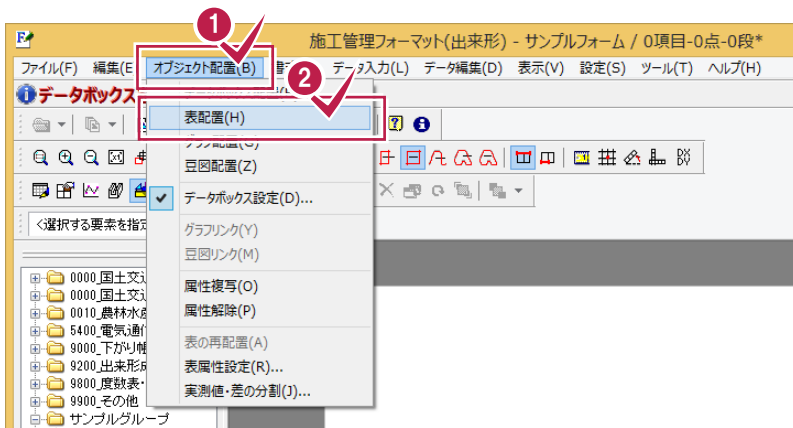 1
施工管理フォーマット(出来形) - サンプルフォーム / 0項目-0点-0段*
ファイル(F) 編集(E オブジェクト配置(B) データ入力(L) データ編集(D) 表示(V) 設定(S) ツール(T) ヘルプ(H)
2
データボックス
表配置(H)
豆図配置(Z)
データボックス設定(D)...
<選択する要素を指定
グラフリンク(Y)
豆図リンク(M)
0000_国土交通
属性複写(O)
0000_国土交通
属性解除(P)
0010_農林水産
5400_電気通信
表の再配置(A)
9000_下がり
9200_出来形
表属性設定(R)...
9800_度数表・
実測値・差の分割(J)...
9900_その他
サンプルグループ